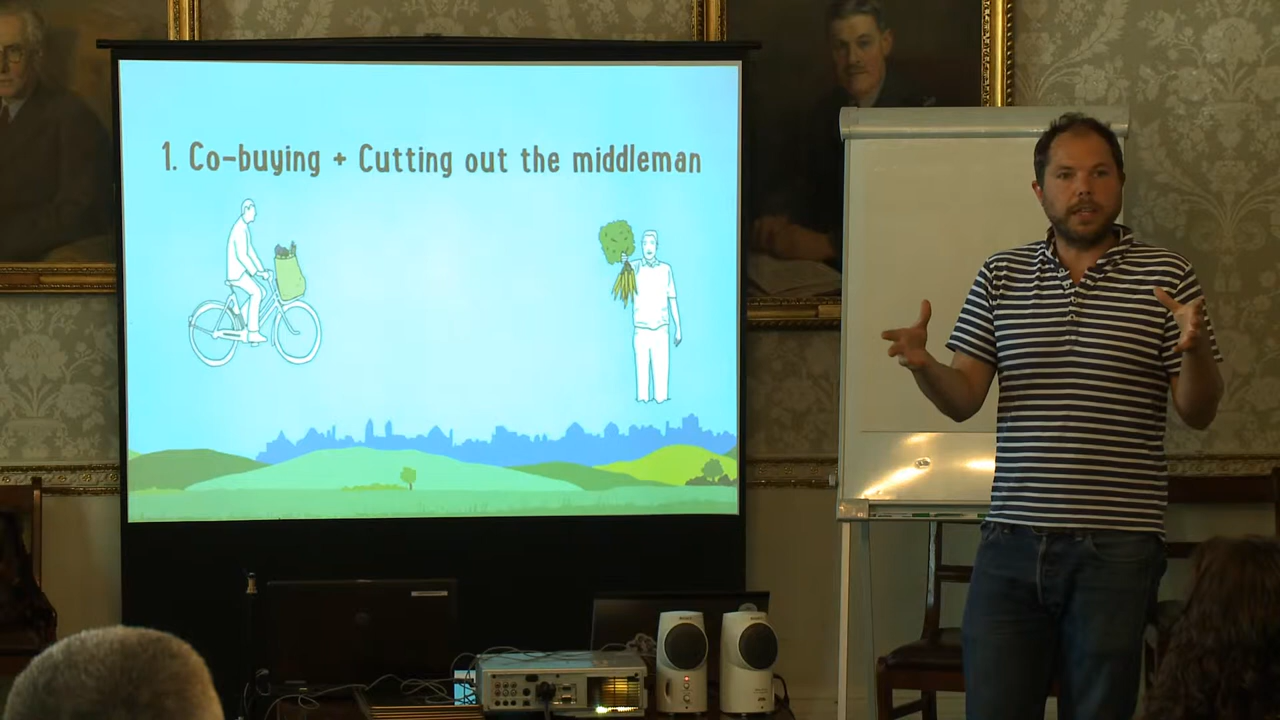 1. Co-buying + Cutting out the middleman